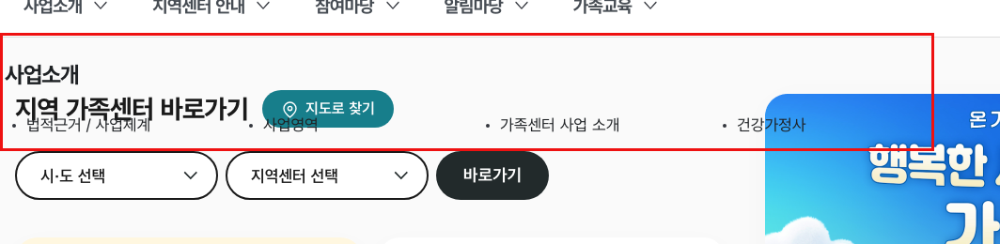 사업소개 지역센터 안내 참여마당 알림마당 가족교육
사업소개
지역 가족센터 바로가기 지도로 찾기
• 법적근거 / 사업체계 • 사업영역 • 가족센터 사업 소개 • 건강가정사
시·도 선택 지역센터 선택 바로가기
온가
행복한
가